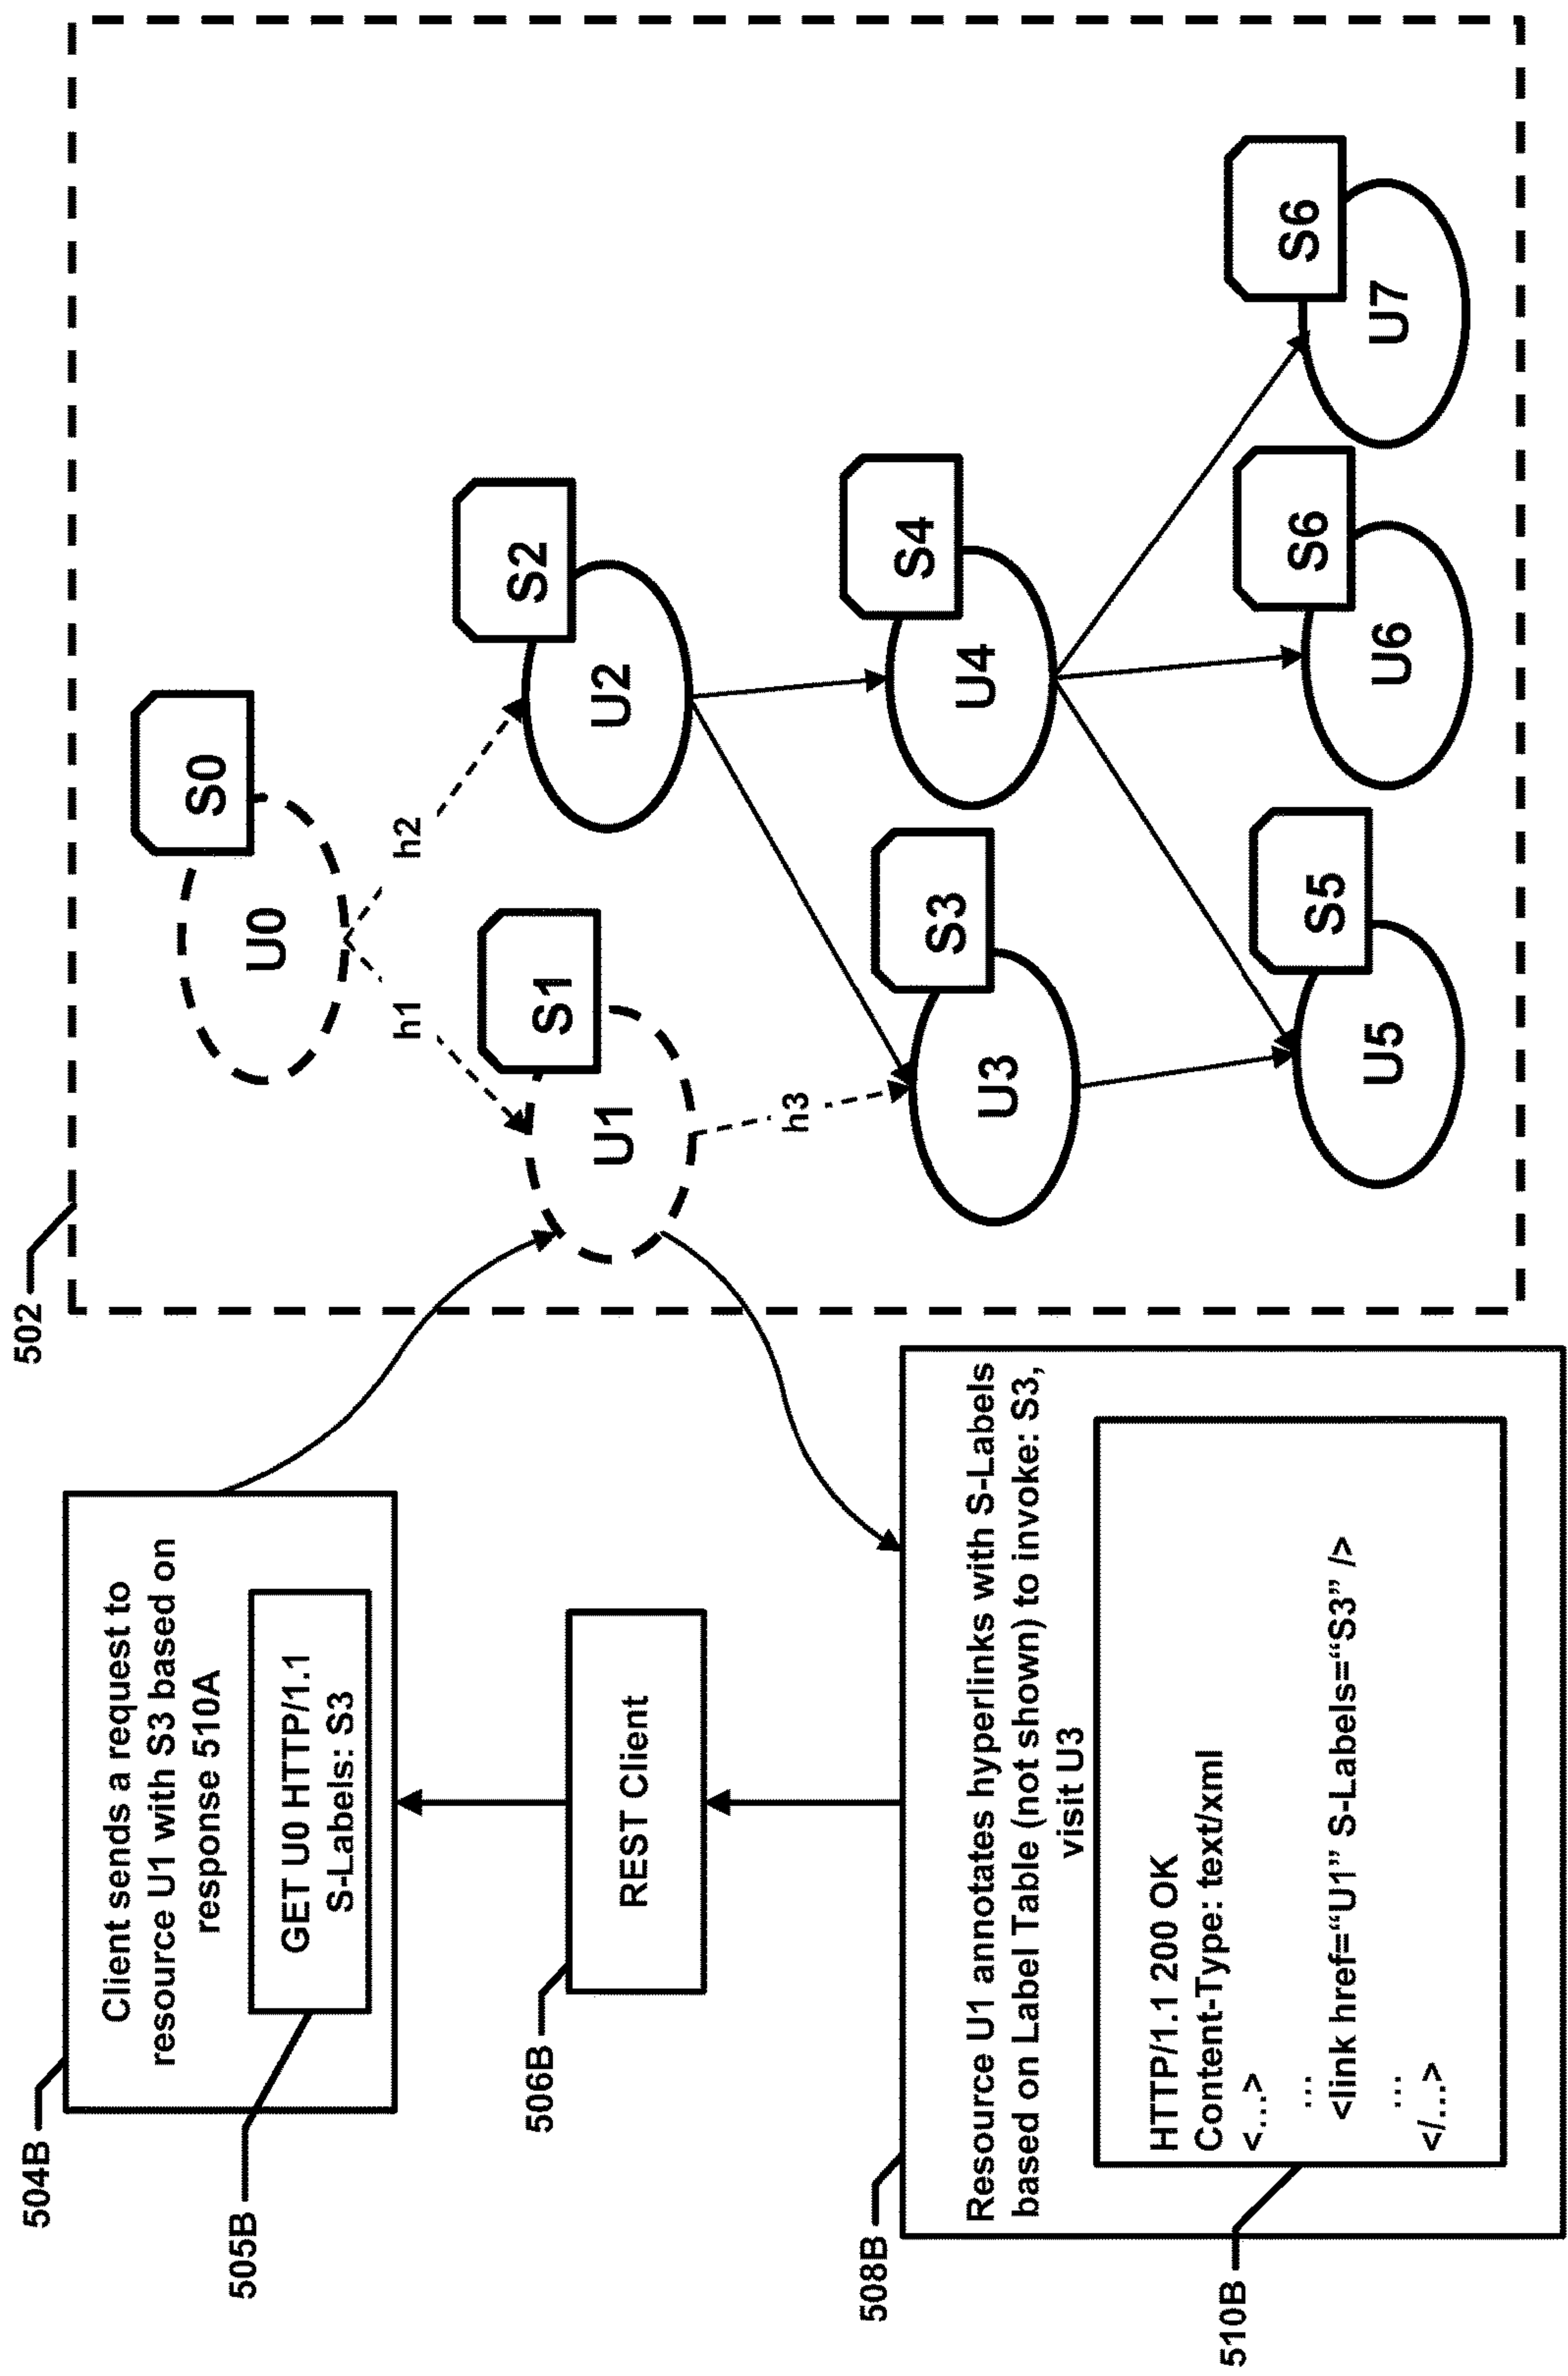 504B
Client sends a request to
resource U1 with S3 based on
response 510A
505B
GET U0 HTTP/1.1
S-Labels: S3
506B
REST Client
508B
Resource U1 annotates hyperlinks with S-Labels
based on Label Table (not shown) to invoke: S3,
visit U3
510B
HTTP/1.1 200 OK
Content-Type: text/xml
<...>
...
<link href="U1" S-Labels="S3" />
...
</...>
502
U0
S0
h1
h2
U1
S1
U2
S2
h3
U3
S3
U4
S4
U5
S5
U6
S6
U7
S6